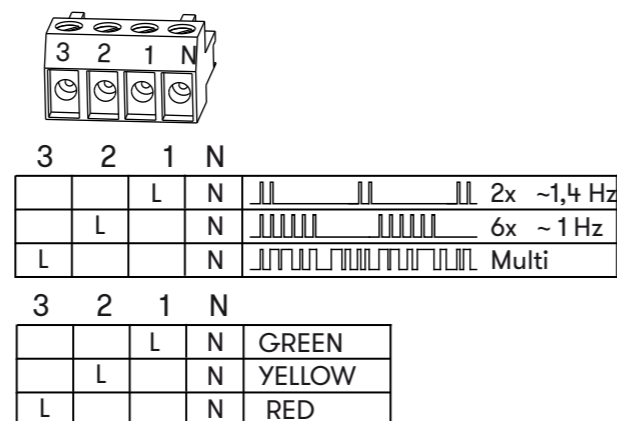 3 2 1 N
3 2 1 N
L N 2x ~1,4 Hz
L N 6x ~ 1 Hz
L N Multi
3 2 1 N
L N GREEN
L N YELLOW
L N RED